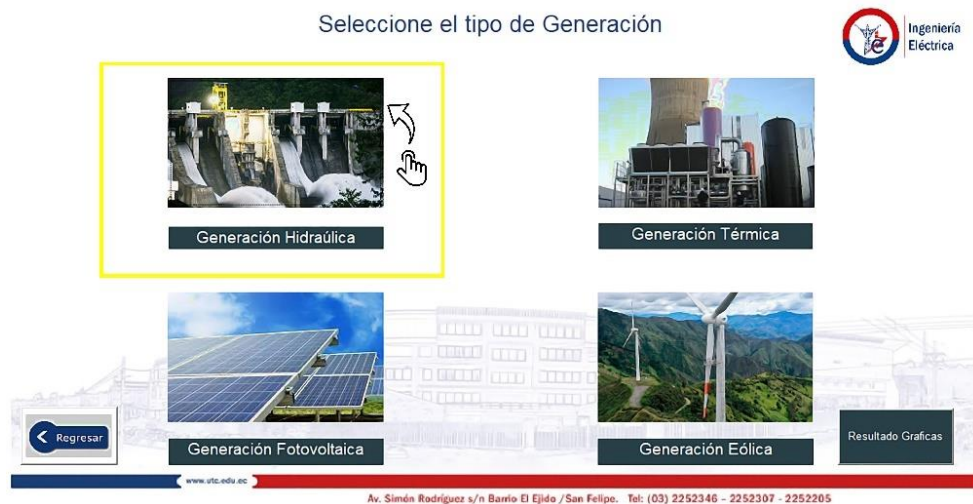 Seleccione el tipo de Generación
Ingeniería
Eléctrica
Generación Hidraúlica
Generación Térmica
Generación Fotovoltaica
Generación Eólica
Regresar
Resultado Graficas
www.utc.edu.ec
Av. Simón Rodríguez s/n Barrio El Ejido /San Felipe. Tel: (03) 2252346 - 2252307 - 2252205